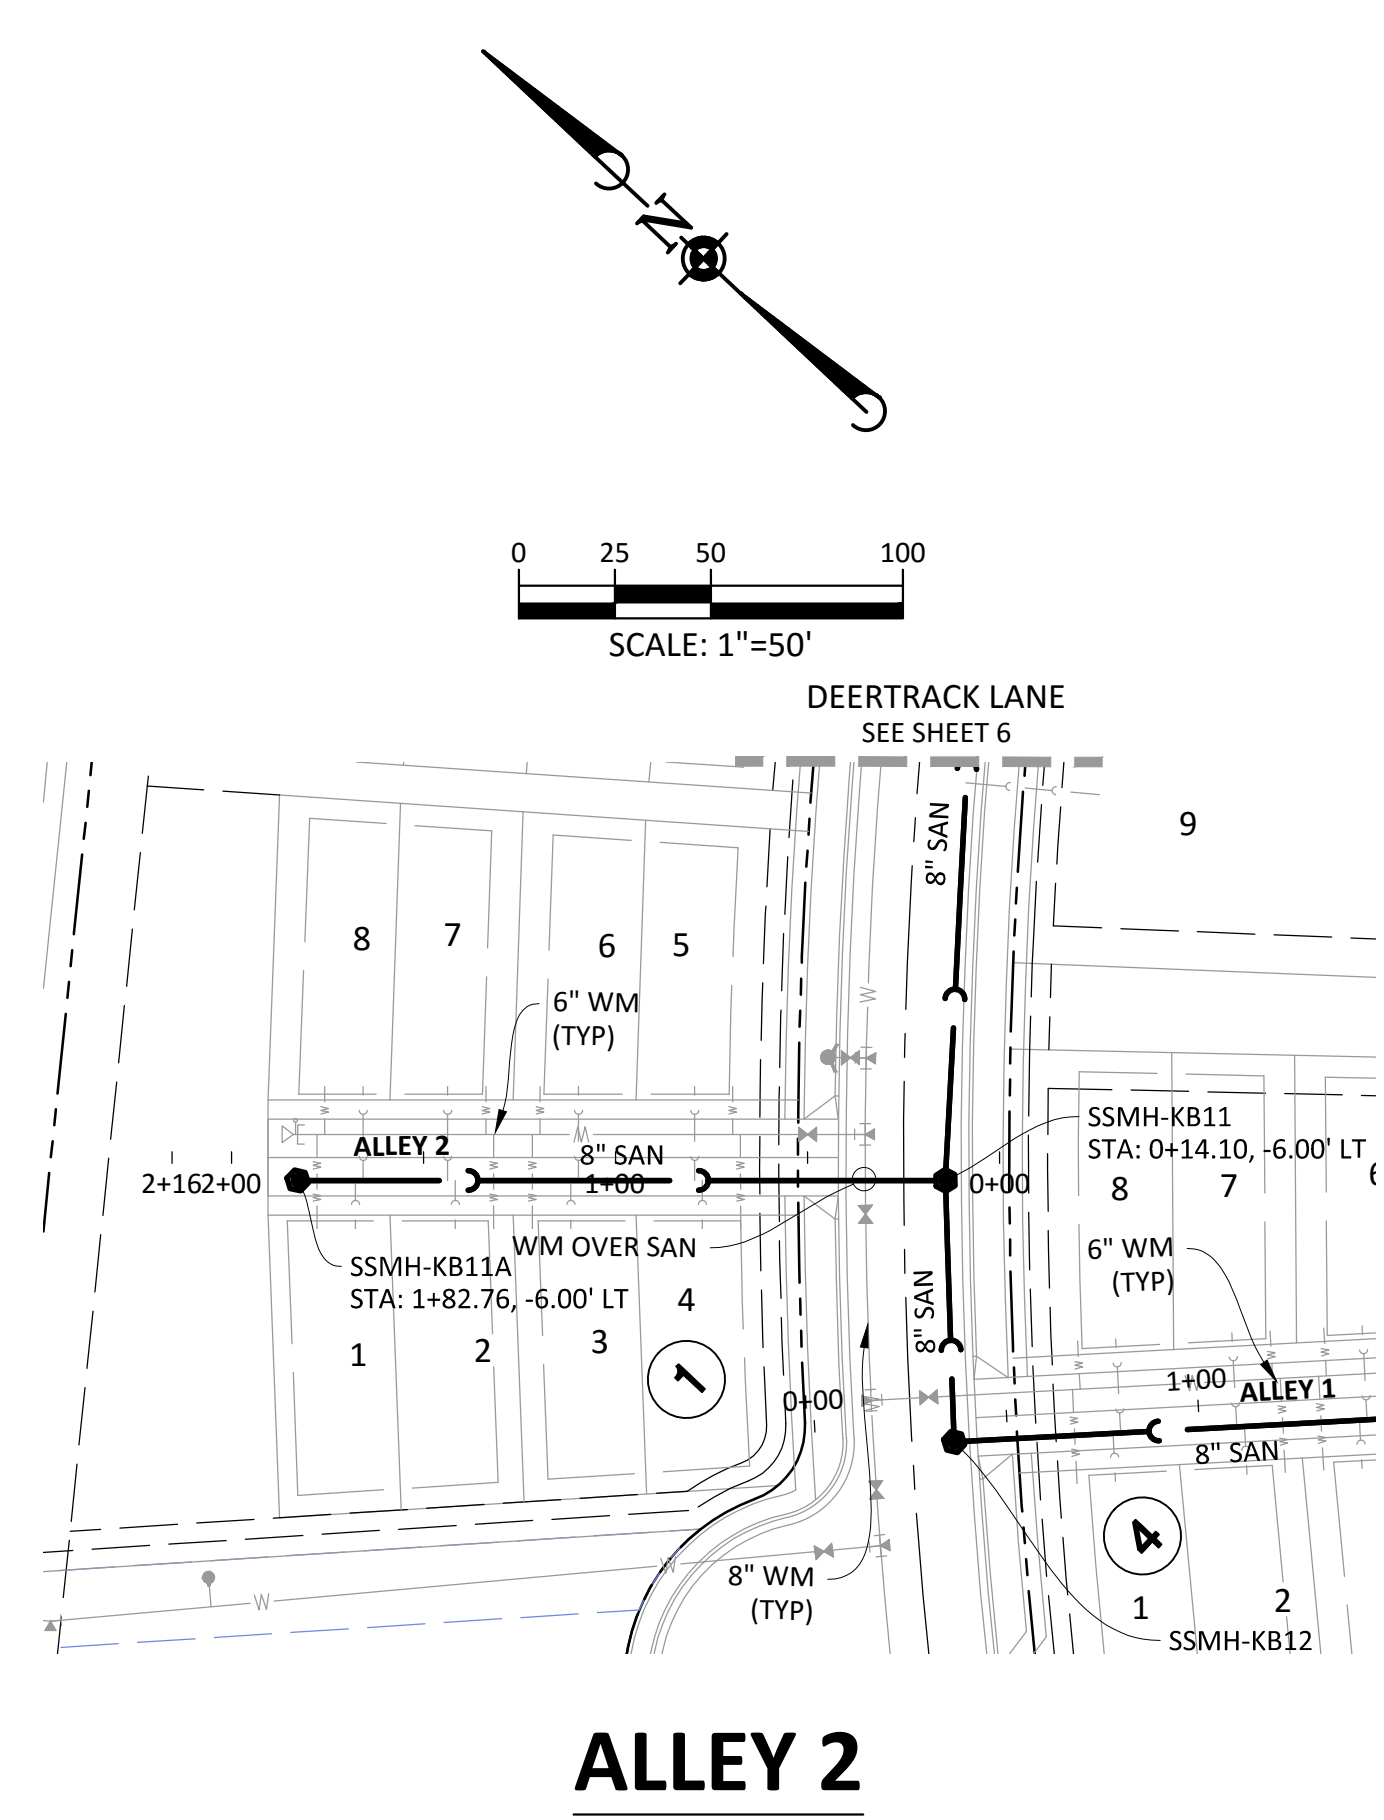 N
0 25 50 100
SCALE: 1"=50'
DEERTRACK LANE
SEE SHEET 6
8" SAN
9
8 7 6 5
6" WM
(TYP)
W
SSMH-KB11
STA: 0+14.10, -6.00' LT
ALLEY 2
8" SAN
W
2+16 2+00 1+00 0+00
8 7 6
WM OVER SAN
6" WM
(TYP)
SSMH-KB11A
STA: 1+82.76, -6.00' LT
8" SAN
1 2 3 4
1
0+00
W
1+00
W
ALLEY 1
8" SAN
4
8" WM
(TYP)
W
W
1 2
SSMH-KB12
ALLEY 2